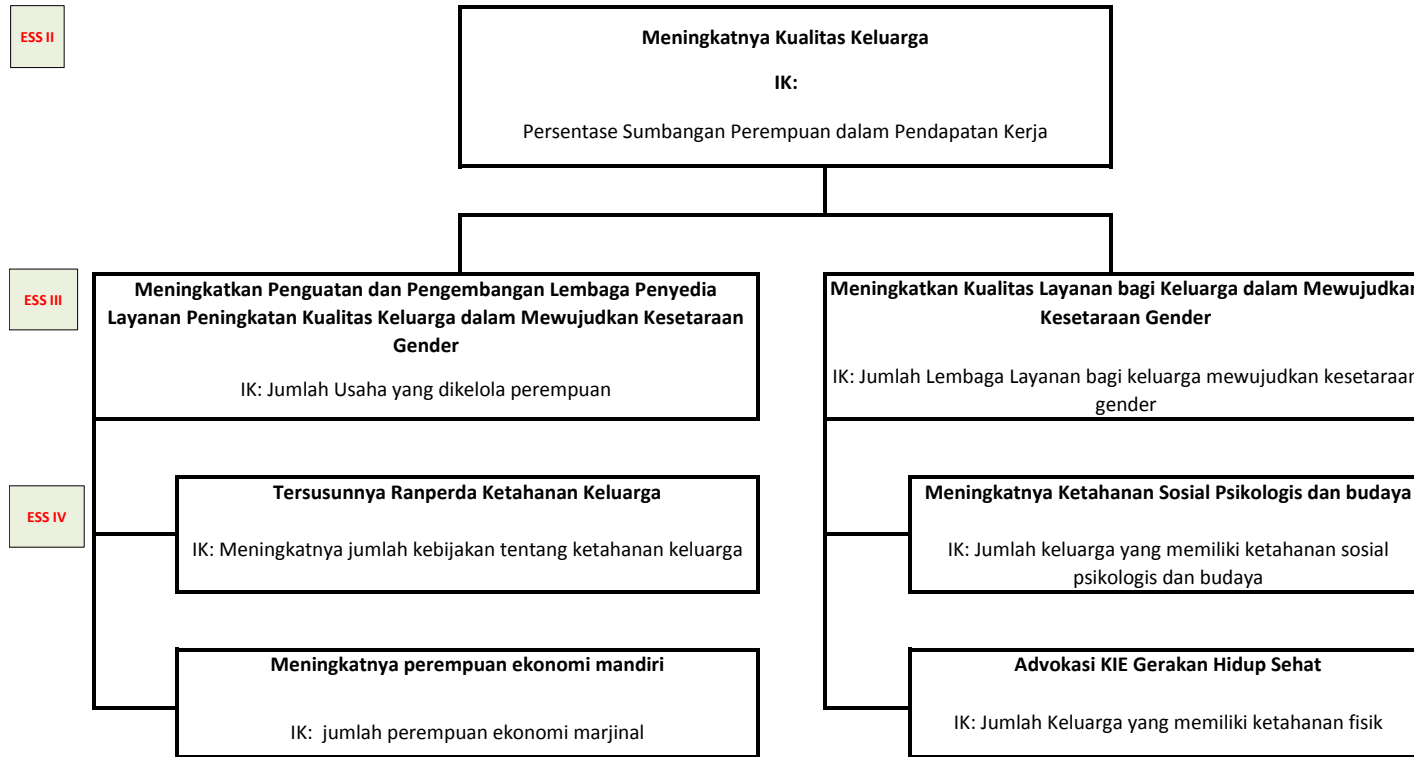 ESS II
Meningkatnya Kualitas Keluarga
IK:
Persentase Sumbangan Perempuan dalam Pendapatan Kerja
ESS III
Meningkatkan Penguatan dan Pengembangan Lembaga Penyedia
Layanan Peningkatan Kualitas Keluarga dalam Mewujudkan Kesetaraan
Gender
IK: Jumlah Usaha yang dikelola perempuan
Meningkatkan Kualitas Layanan bagi Keluarga dalam Mewujudkan
Kesetaraan Gender
IK: Jumlah Lembaga Layanan bagi keluarga mewujudkan kesetaraan
gender
ESS IV
Tersusunnya Ranperda Ketahanan Keluarga
IK: Meningkatnya jumlah kebijakan tentang ketahanan keluarga
Meningkatnya Ketahanan Sosial Psikologis dan budaya
IK: Jumlah keluarga yang memiliki ketahanan sosial
psikologis dan budaya
Meningkatnya perempuan ekonomi mandiri
IK: jumlah perempuan ekonomi marjinal
Advokasi KIE Gerakan Hidup Sehat
IK: Jumlah Keluarga yang memiliki ketahanan fisik